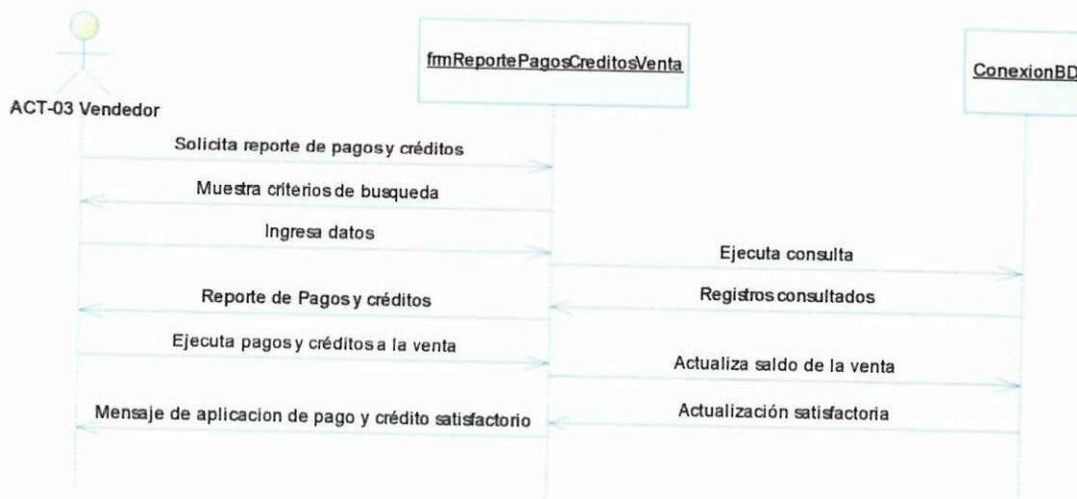 frmReportePagosCreditosVenta
ConexionBD
ACT-03 Vendedor
Solicita reporte de pagos y créditos
Muestra criterios de busqueda
Ingresa datos
Ejecuta consulta
Registros consultados
Reporte de Pagos y créditos
Ejecuta pagos y créditos a la venta
Actualiza saldo de la venta
Actualización satisfactoria
Mensaje de aplicacion de pago y crédito satisfactorio